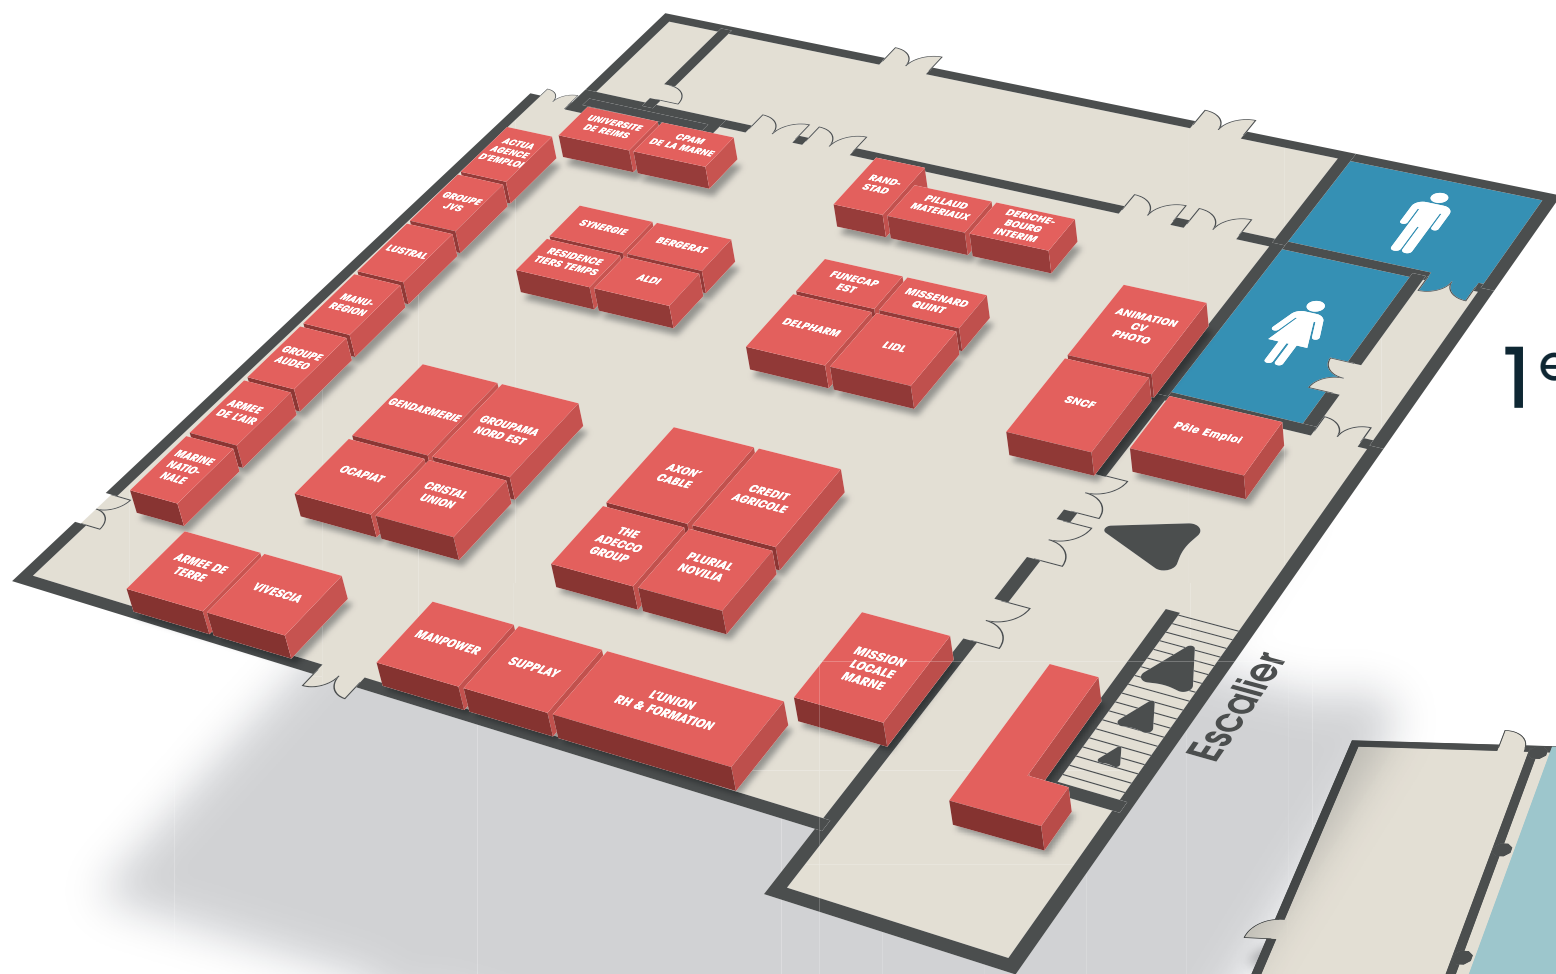 UNIVERSITE
DE REIMS
CPAM
DE LA MARNE
ACTUA
AGENCE
D'EMPLOI
GROUPE
JVS
LUSTRAL
MANU-
REGION
GROUPE
AUDEO
ARMEE
DE L'AIR
MARINE
NATIO-
NALE
SYNERGIE
BERGERAT
RESIDENCE
TIERS TEMPS
ALDI
RAND-
STAD
PILLAUD
MATERIAUX
DERICHE-
BOURG
INTERIM
FUNECAP
EST
MISSENARD
QUINT
DELPHARM
LIDL
ANIMATION
CV
PHOTO
SNCF
Pôle Emploi
1e
GENDARMERIE
GROUPAMA
NORD EST
OCAPIAT
CRISTAL
UNION
AXON'
CABLE
CREDIT
AGRICOLE
THE
ADECCO
GROUP
PLURIAL
NOVILIA
ARMEE DE
TERRE
VIVESCIA
MANPOWER
SUPPLAY
L'UNION
RH & FORMATION
MISSION
LOCALE
MARNE
Escalier